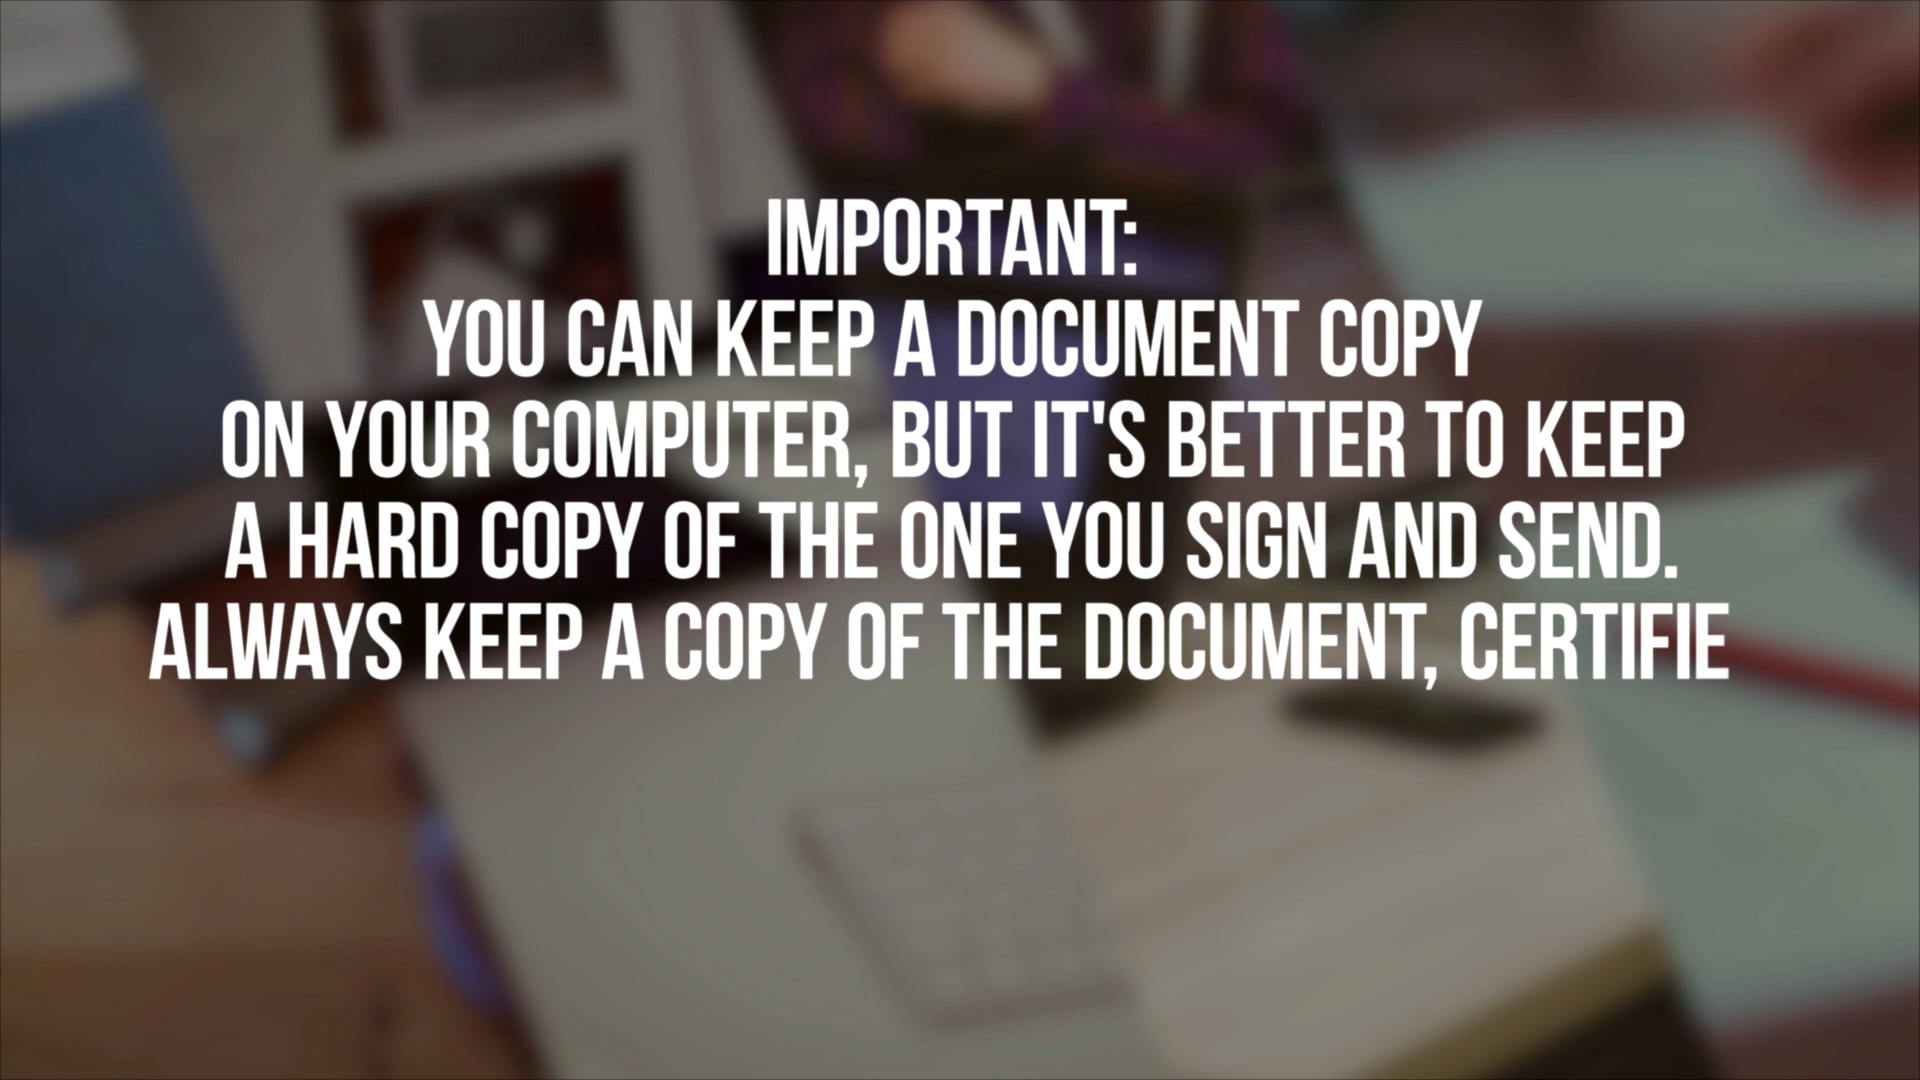 IMPORTANT:
YOU CAN KEEP A DOCUMENT COPY
ON YOUR COMPUTER, BUT IT'S BETTER TO KEEP
A HARD COPY OF THE ONE YOU SIGN AND SEND.
ALWAYS KEEP A COPY OF THE DOCUMENT, CERTIFIE